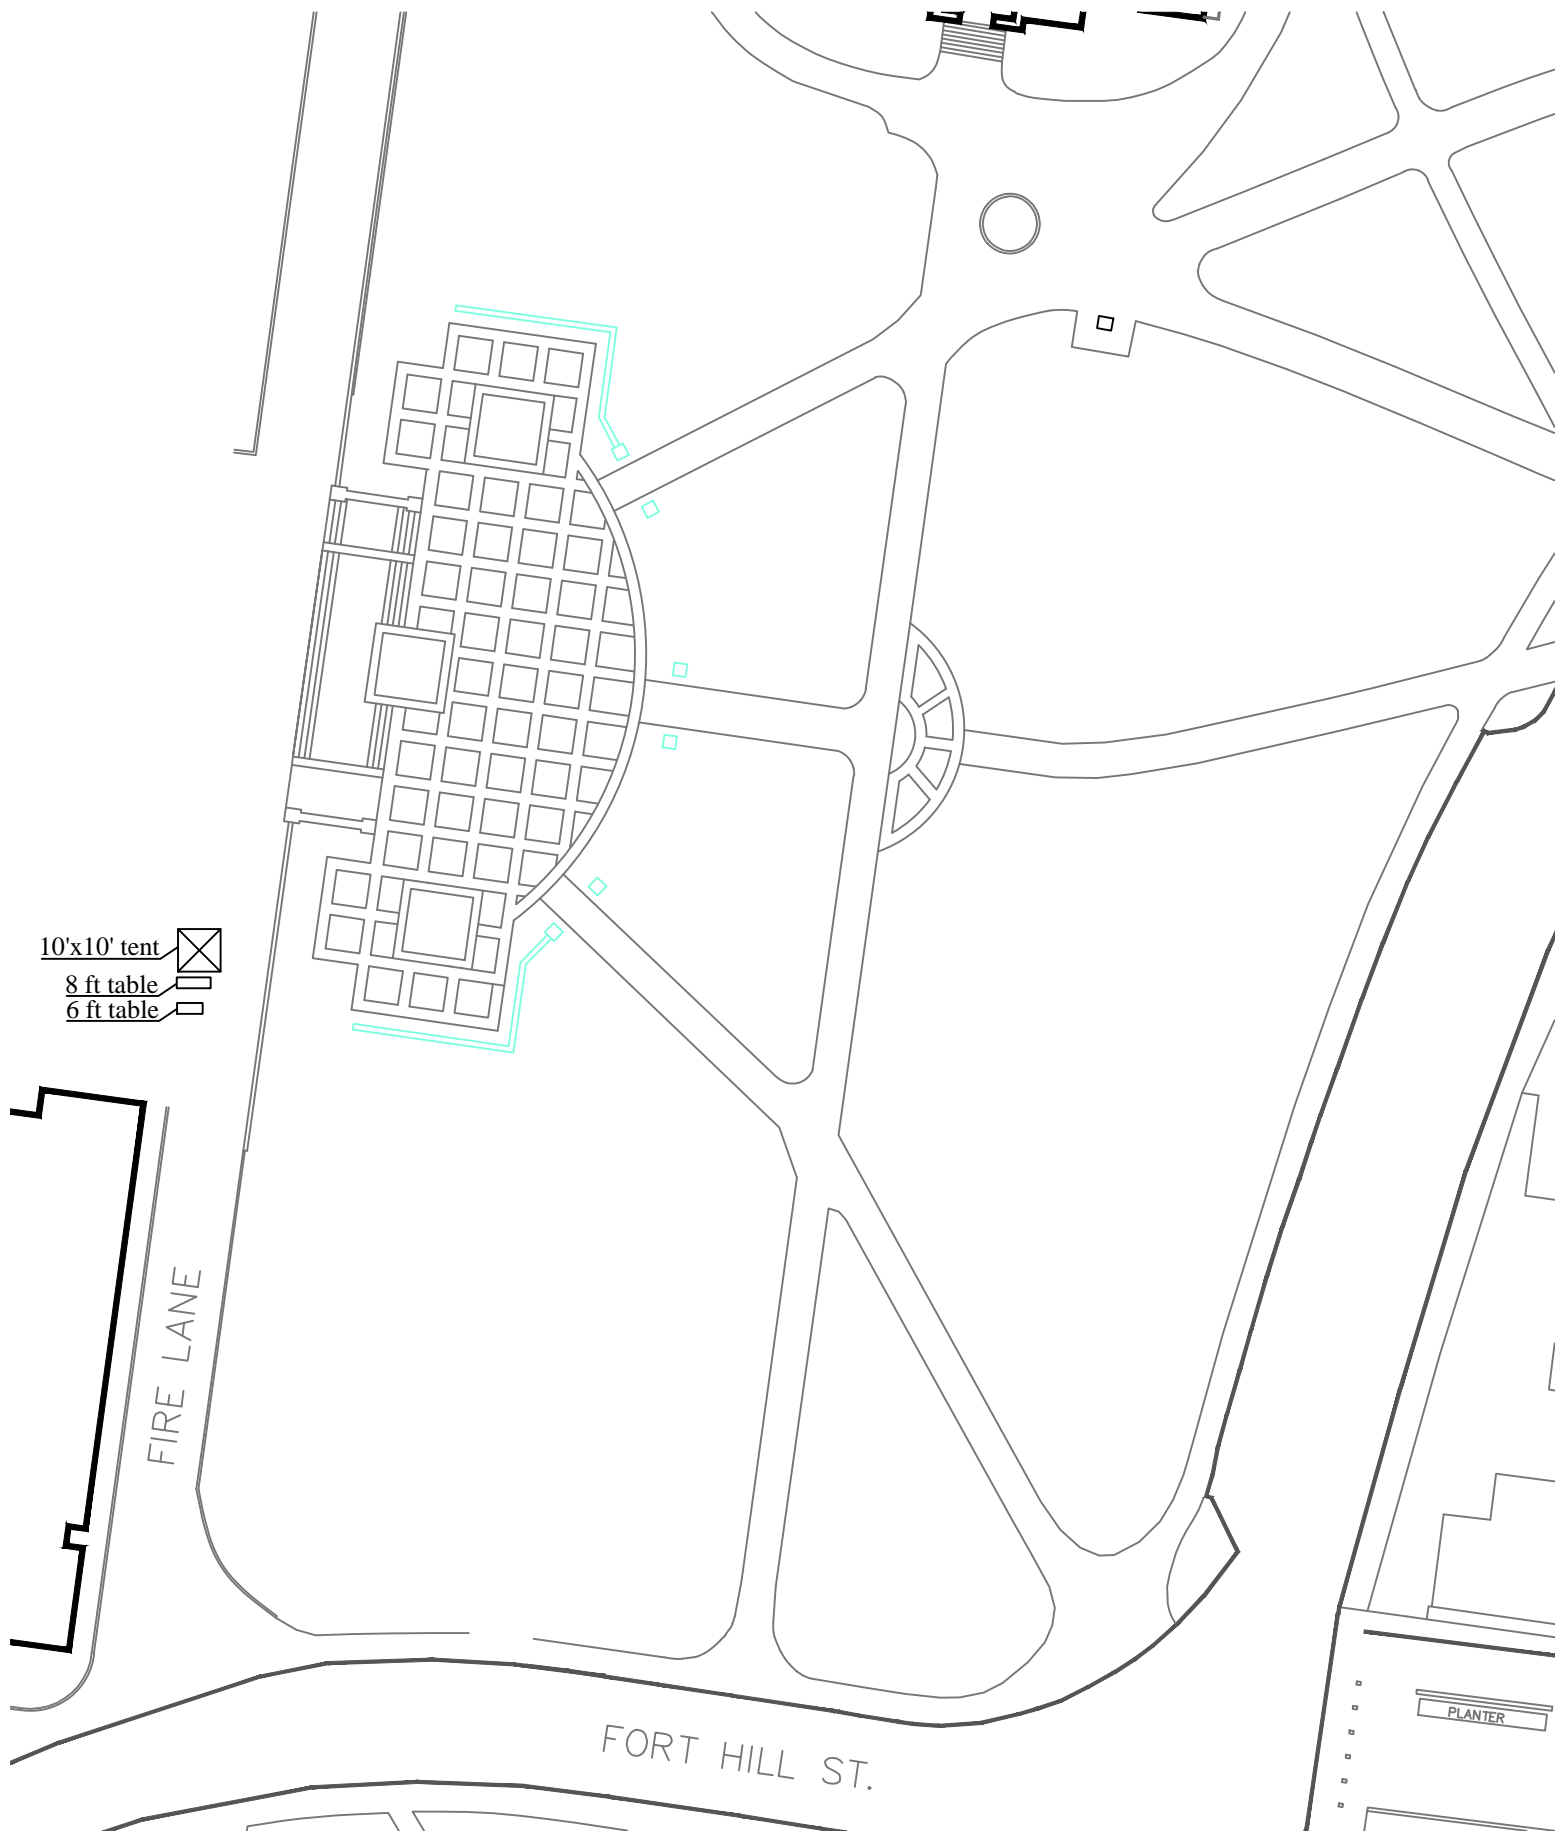 10'x10' tent
8 ft table
6 ft table
FIRE LANE
FORT HILL ST.
PLANTER